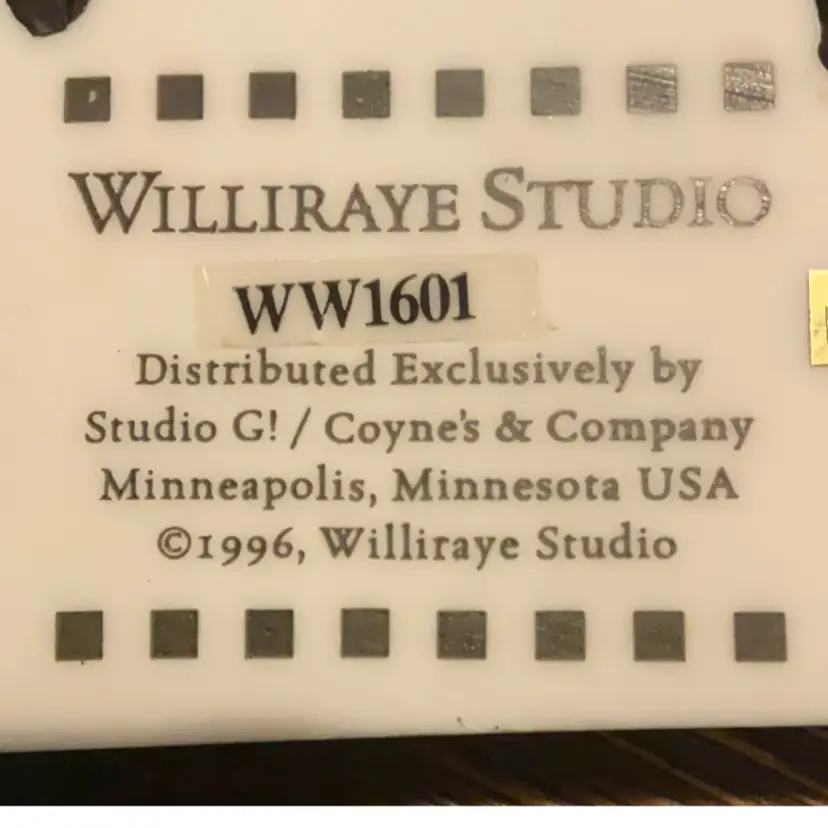 WILLIRAYE STUDIO
WW1601
Distributed Exclusively by
Studio G! / Coyne's & Company
Minneapolis, Minnesota USA
©1996, Williraye Studio